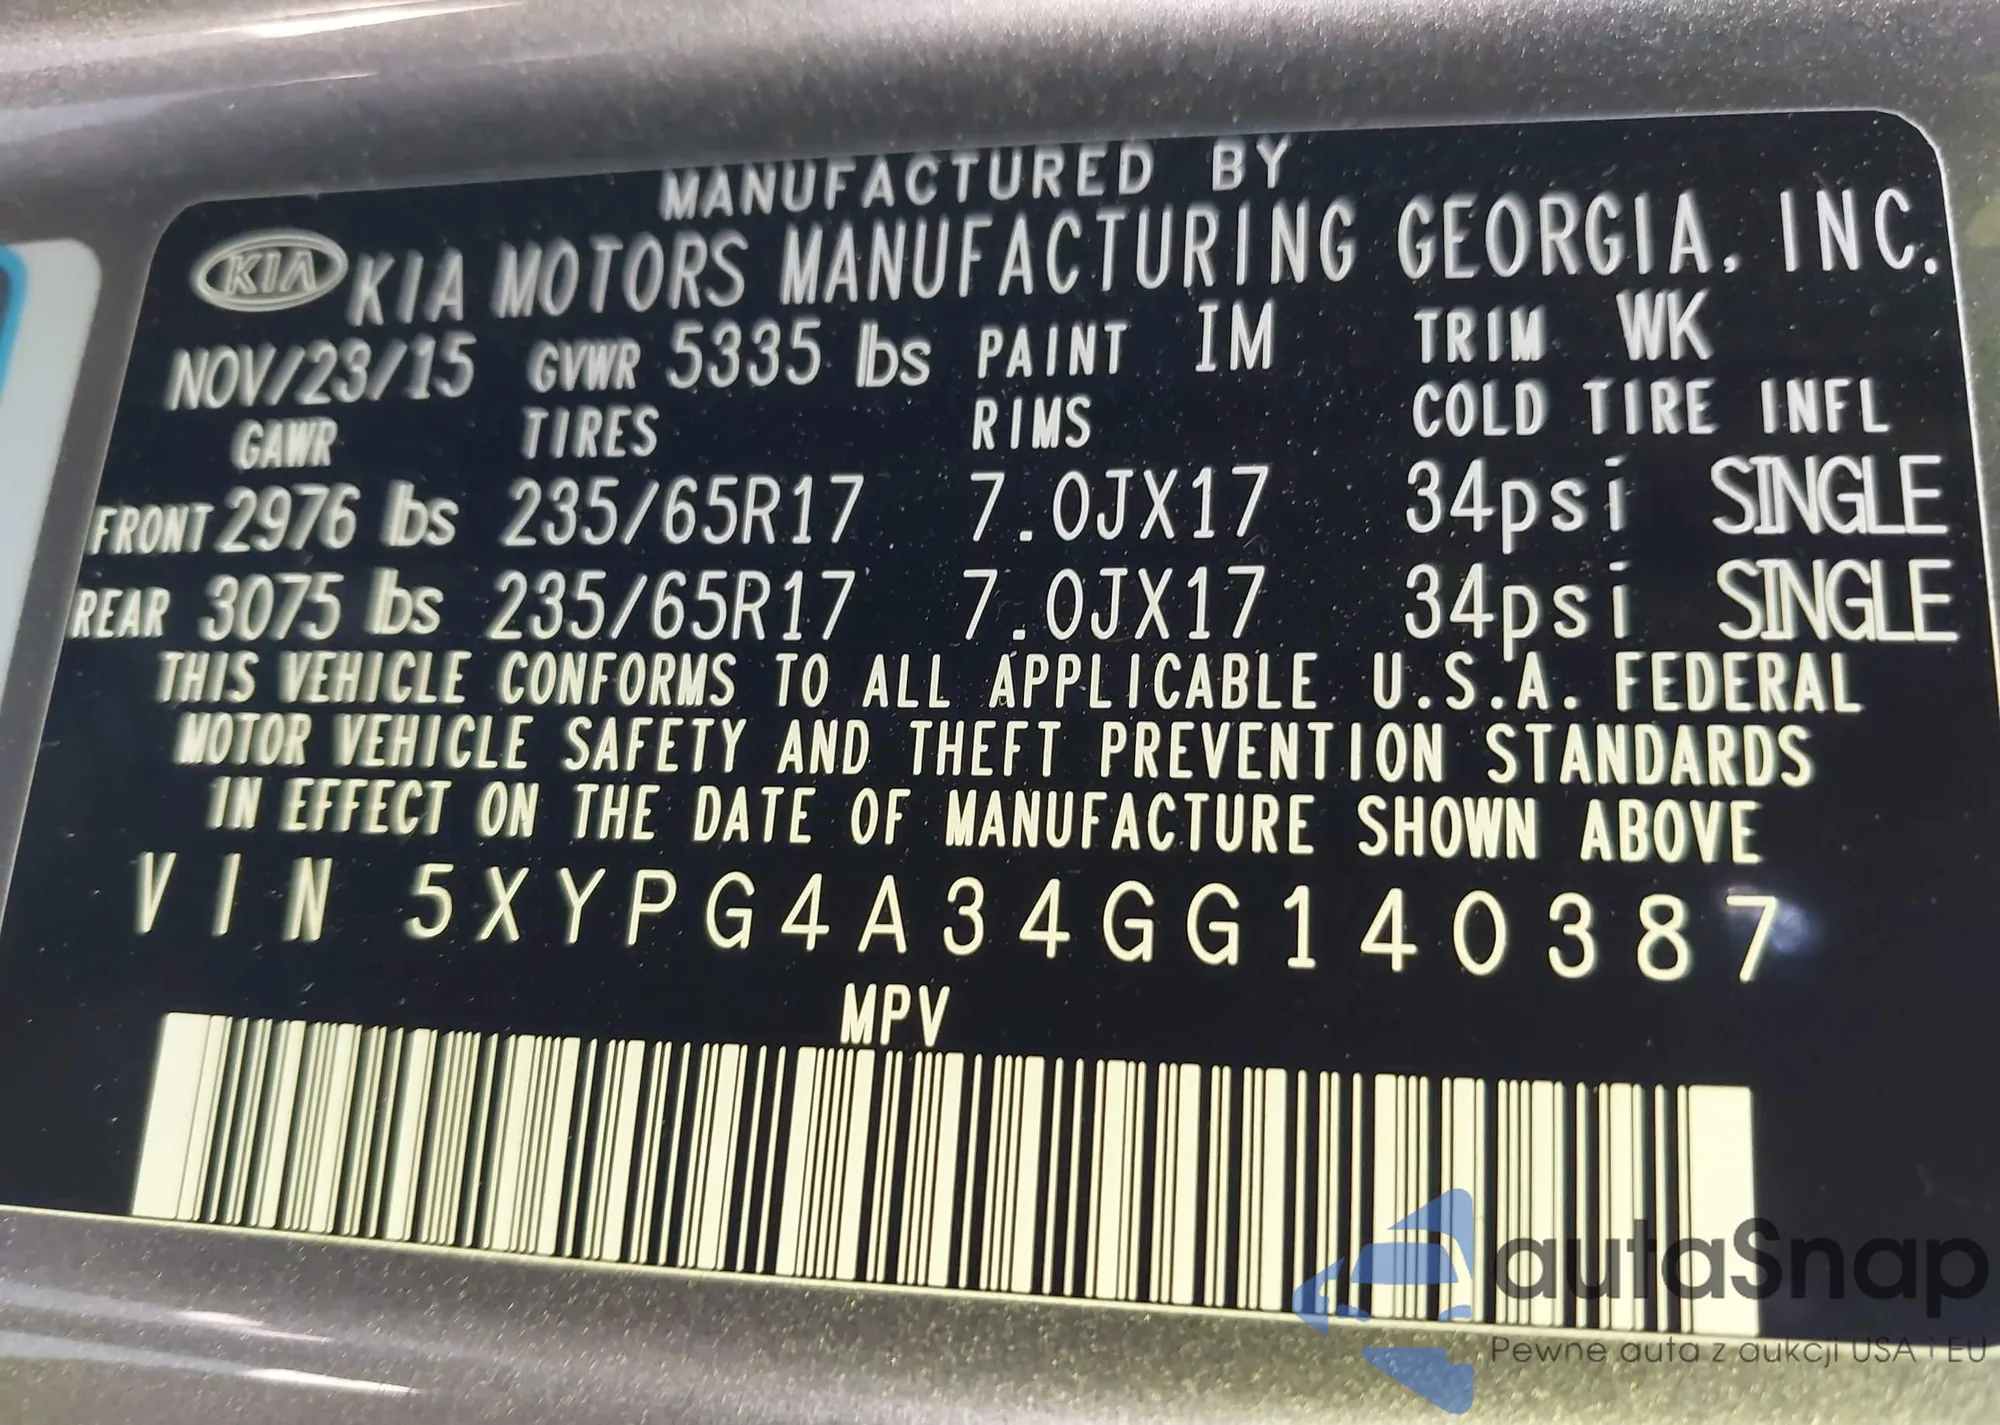 MANUFACTURED BY
KIA KIA MOTORS MANUFACTURING GEORGIA, INC.
NOV/23/15 GVWR 5335 lbs PAINT IM TRIM WK
GAWR TIRES RIMS COLD TIRE INFL
FRONT 2976 lbs 235/65R17 7.0JX17 34psi SINGLE
REAR 3075 lbs 235/65R17 7.0JX17 34psi SINGLE
THIS VEHICLE CONFORMS TO ALL APPLICABLE U.S.A. FEDERAL
MOTOR VEHICLE SAFETY AND THEFT PREVENTION STANDARDS
IN EFFECT ON THE DATE OF MANUFACTURE SHOWN ABOVE
VIN 5XYPG4A34GG140387
MPV
autaSnap
Pewne auta z aukcji USA i EU